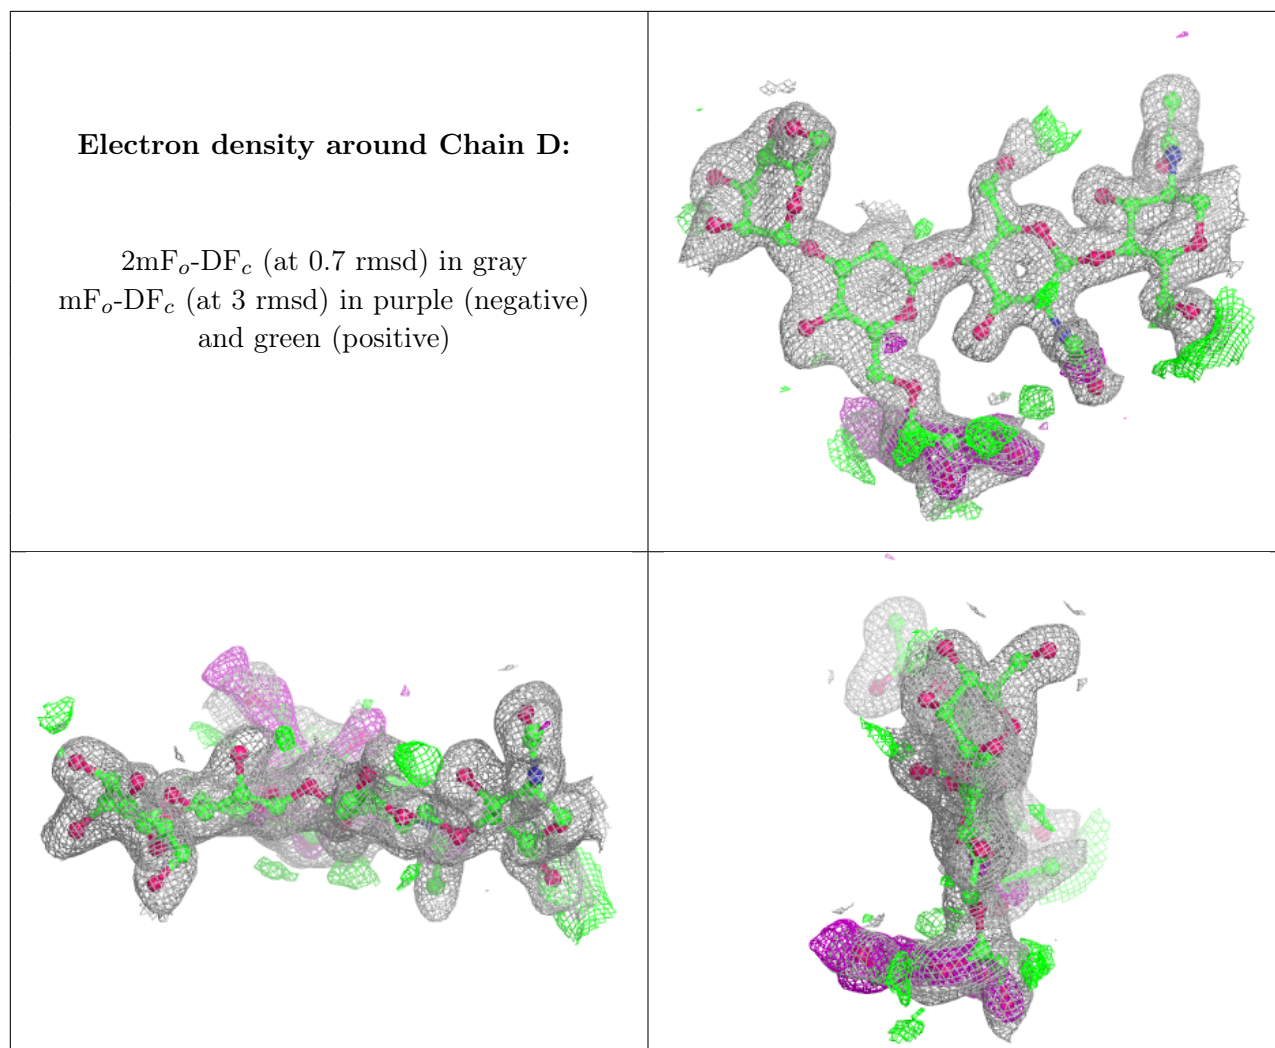 Electron density around Chain D:
2mFₒ-DF𝒸 (at 0.7 rmsd) in gray
mFₒ-DF𝒸 (at 3 rmsd) in purple (negative)
and green (positive)